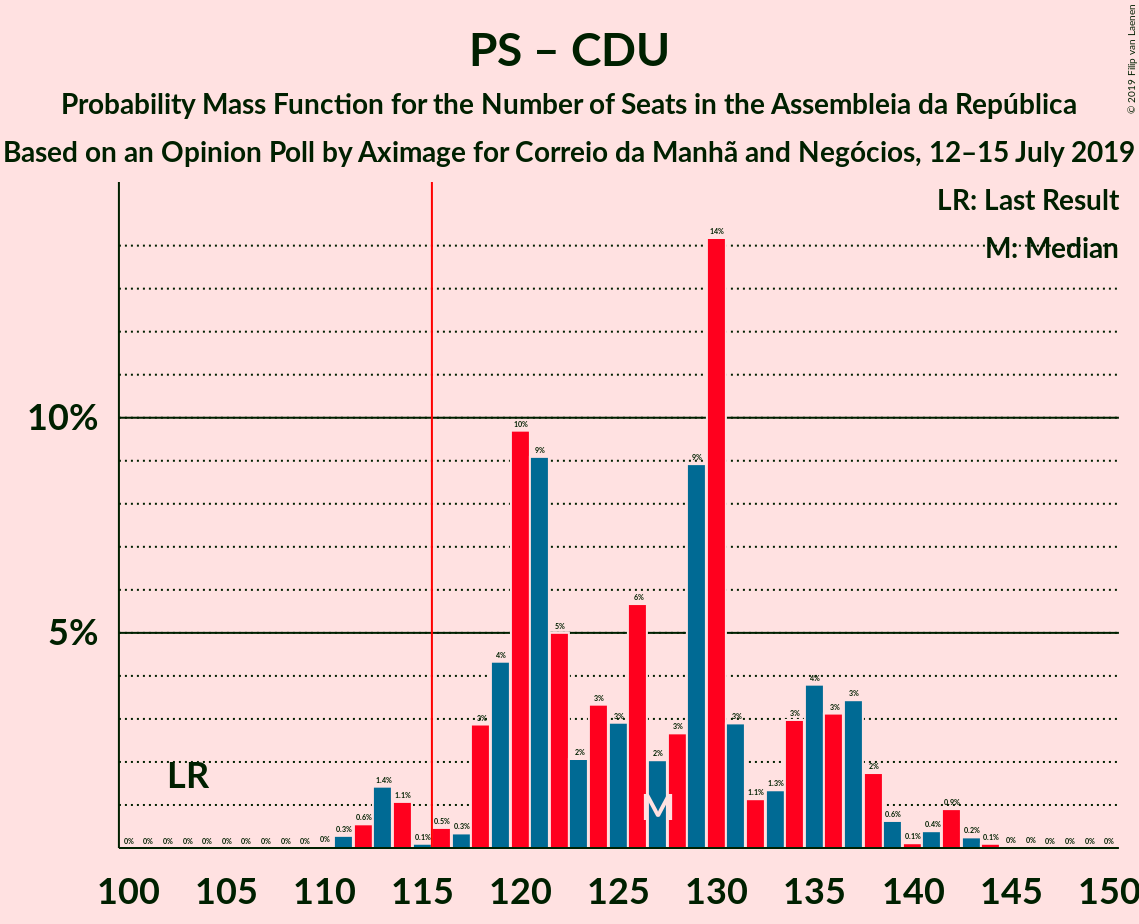 PS – CDU
Probability Mass Function for the Number of Seats in the Assembleia da República
Based on an Opinion Poll by Aximage for Correio da Manhã and Negócios, 12–15 July 2019
© 2019 Filip van Laenen
LR: Last Result
M: Median
10%
5%
LR
M
0% 0% 0% 0% 0% 0% 0% 0% 0% 0% 0% 0.3% 0.6% 1.4% 1.1% 0.1% 0.5% 0.3% 3% 4% 10% 9% 5% 2% 3% 3% 6% 2% 3% 9% 14% 3% 1.1% 1.3% 3% 4% 3% 3% 2% 0.6% 0.1% 0.4% 0.9% 0.2% 0.1% 0% 0% 0% 0% 0% 0%
100 105 110 115 120 125 130 135 140 145 150